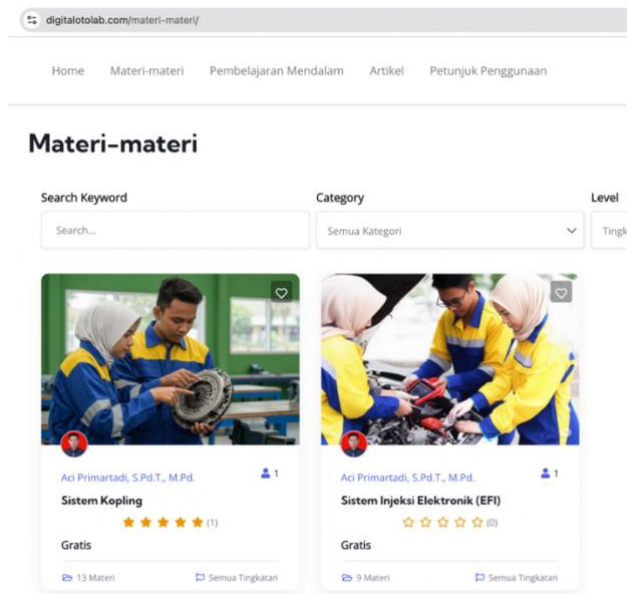 digitalotolab.com/materi-materi/
Home Materi-materi Pembelajaran Mendalam Artikel Petunjuk Penggunaan
Materi-materi
Search Keyword Category Level
Search... Semua Kategori
Aci Primartadi, S.Pd.T., M.Pd. 1 Aci Primartadi, S.Pd.T., M.Pd. 1
Sistem Kopling Sistem Injeksi Elektronik (EFI)
(1) (0)
Gratis Gratis
13 Materi Semua Tingkatan 9 Materi Semua Tingkatan